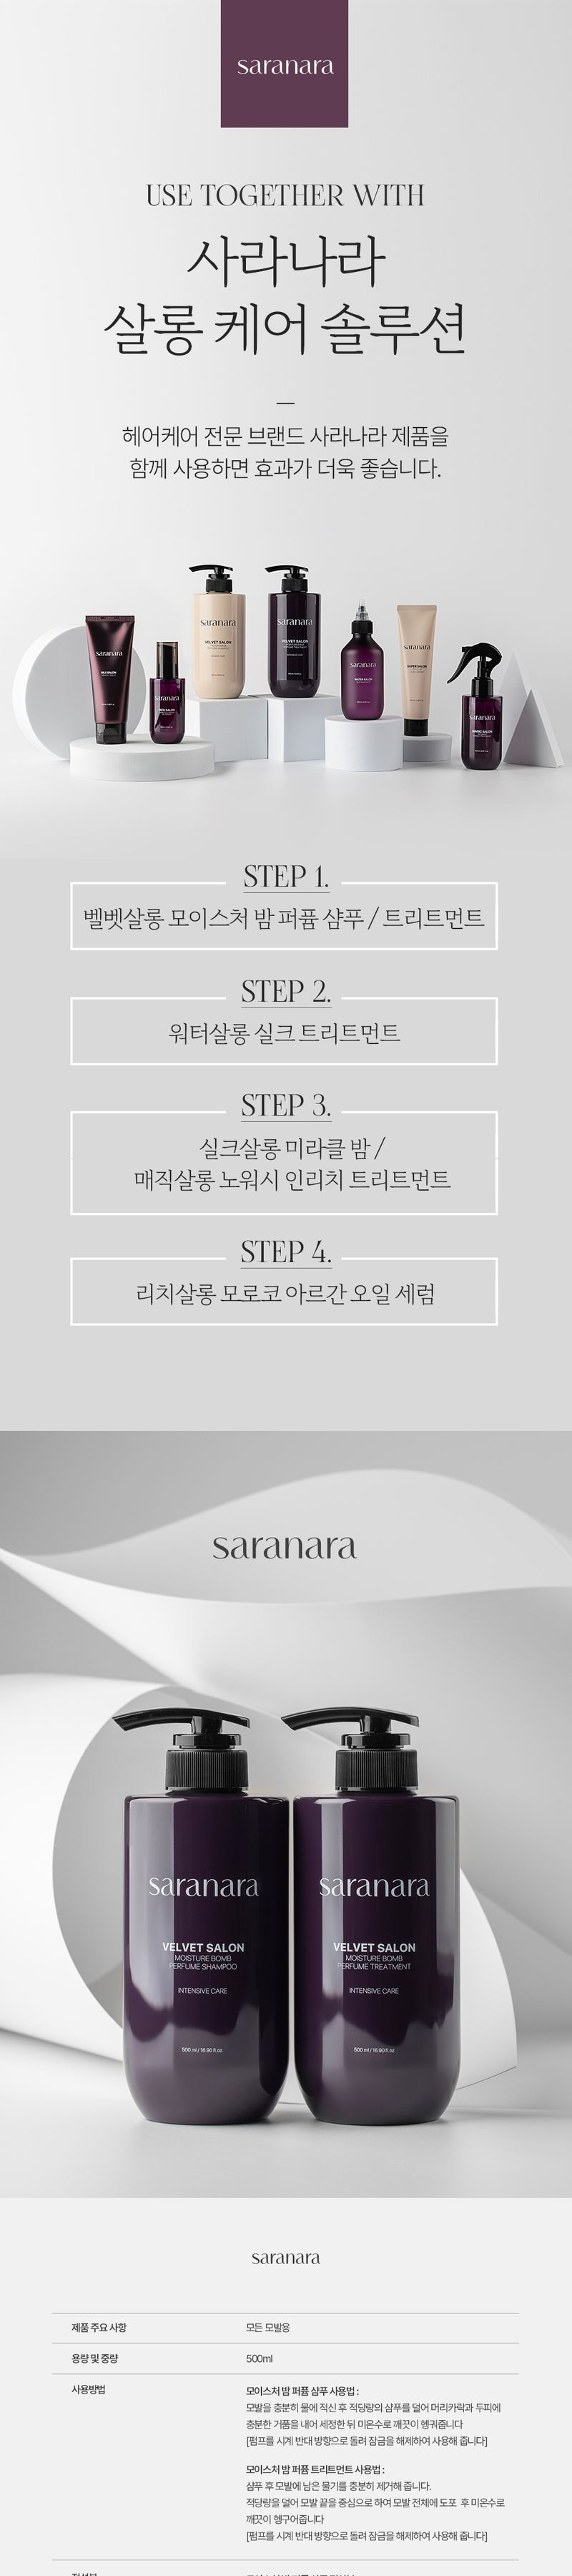 saranara
USE TOGETHER WITH
사라나라
살롱 케어 솔루션
헤어케어 전문 브랜드 사라나라 제품을
함께 사용하면 효과가 더욱 좋습니다.
saranara
saranara
VELVET SALON
saranara
VELVET SALON
saranara
saranara
saranara
SUPER SALON
saranara
STEP 1.
벨벳살롱 모이스처 밤 퍼퓸 샴푸 / 트리트먼트
STEP 2.
워터살롱 실크 트리트먼트
STEP 3.
실크살롱 미라클 밤 /
매직살롱 노워시 인리치 트리트먼트
STEP 4.
리치살롱 모로코 아르간 오일 세럼
saranara
saranara
VELVET SALON
MOISTURE BOMB
PERFUME SHAMPOO
INTENSIVE CARE
500 ml / 16.90 fl.oz.
saranara
VELVET SALON
MOISTURE BOMB
PERFUME TREATMENT
INTENSIVE CARE
500 ml / 16.90 fl.oz.
saranara
제품 주요 사항 모든 모발용
용량 및 중량 500ml
사용방법 모이스처 밤 퍼퓸 샴푸 사용법 :
모발을 충분히 물에 적신 후 적당량의 샴푸를 덜어 머리카락과 두피에
충분한 거품을 내어 세정한 뒤 미온수로 깨끗이 헹궈줍니다
[펌프를 시계 반대 방향으로 돌려 잠금을 해제하여 사용해 줍니다]
모이스처 밤 퍼퓸 트리트먼트 사용법 :
샴푸 후 모발에 남은 물기를 충분히 제거해 줍니다.
적당량을 덜어 모발 끝을 중심으로 하여 모발 전체에 도포 후 미온수로
깨끗이 헹구어줍니다
[펌프를 시계 반대 방향으로 돌려 잠금을 해제하여 사용해 줍니다]